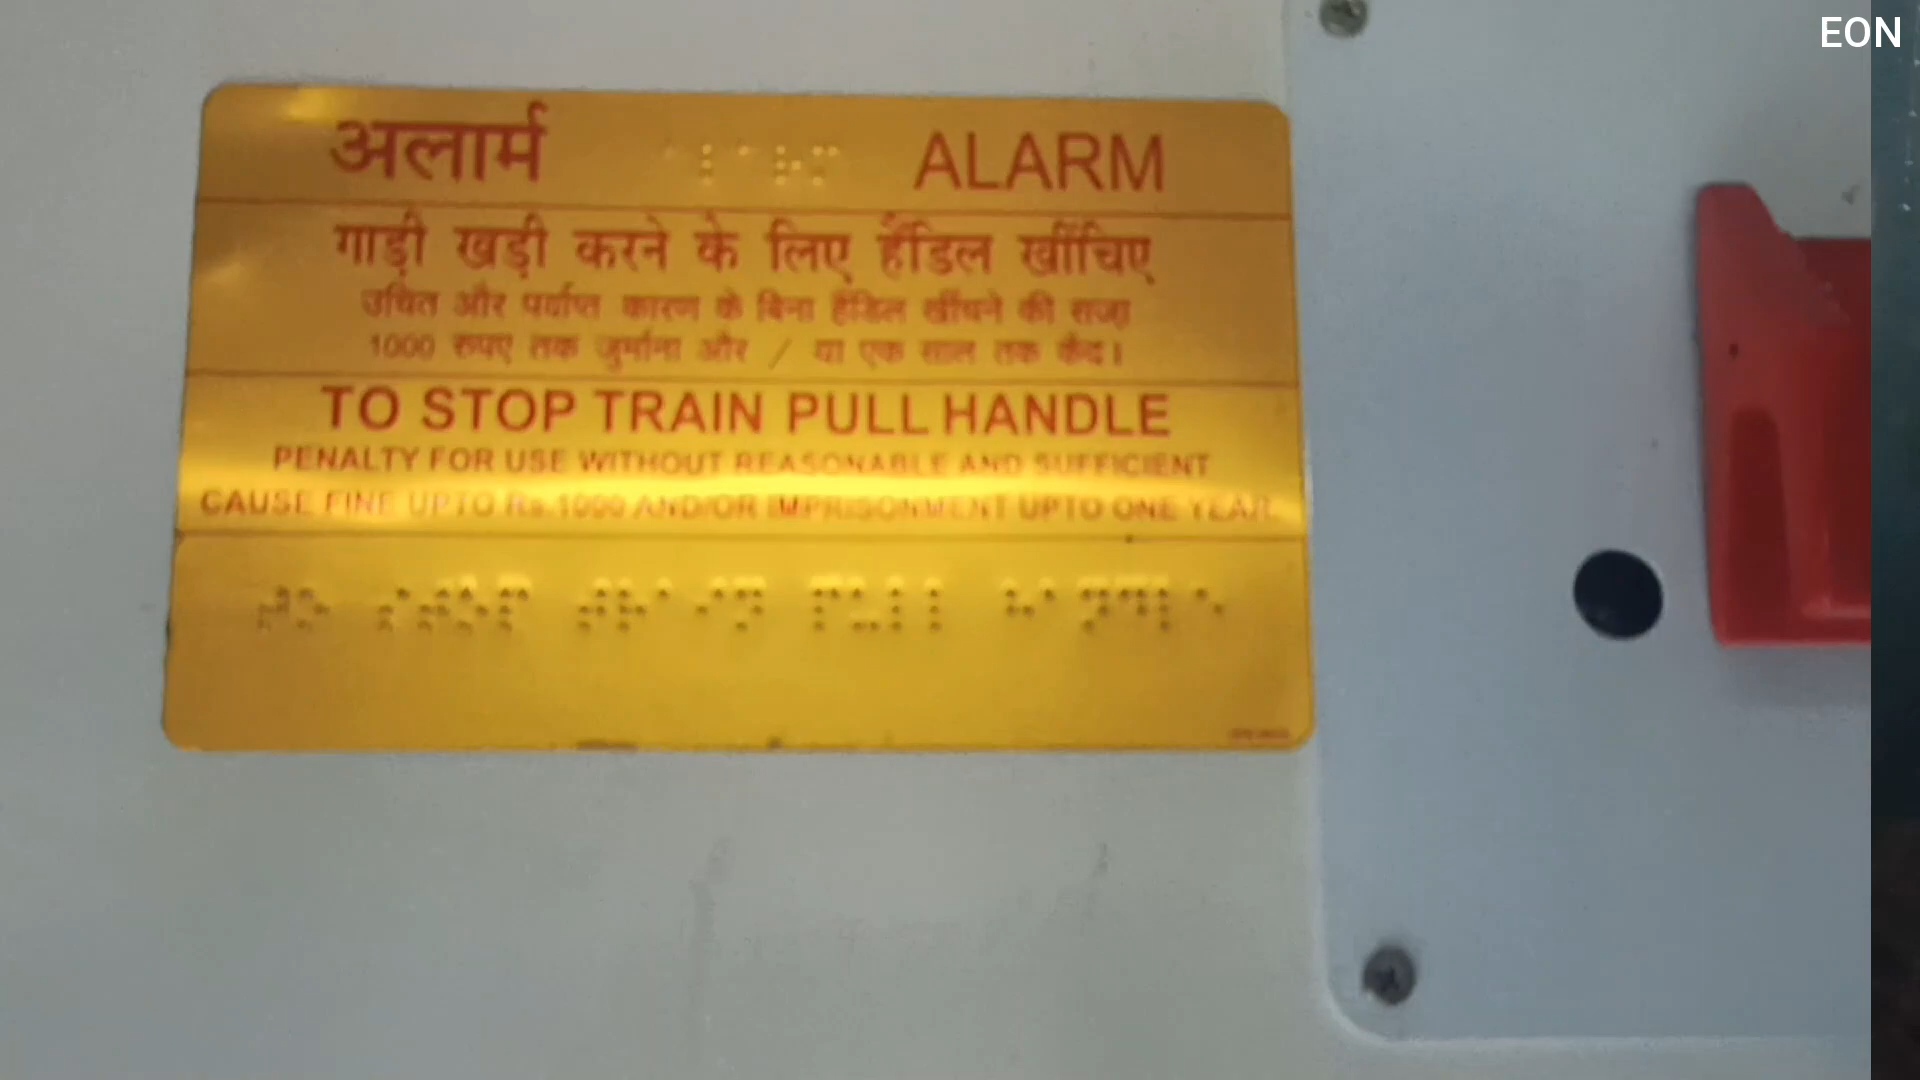 EON
अलार्म ALARM
गाड़ी खड़ी करने के लिए हैंडिल खींचिए
उचित और पर्याप्त कारण के बिना हैंडिल खींचने की सजा
1000 रुपए तक जुर्माना और / या एक साल तक कैद।
TO STOP TRAIN PULL HANDLE
PENALTY FOR USE WITHOUT REASONABLE AND SUFFICIENT
CAUSE FINE UPTO Rs.1000 AND/OR IMPRISONMENT UPTO ONE YEAR.